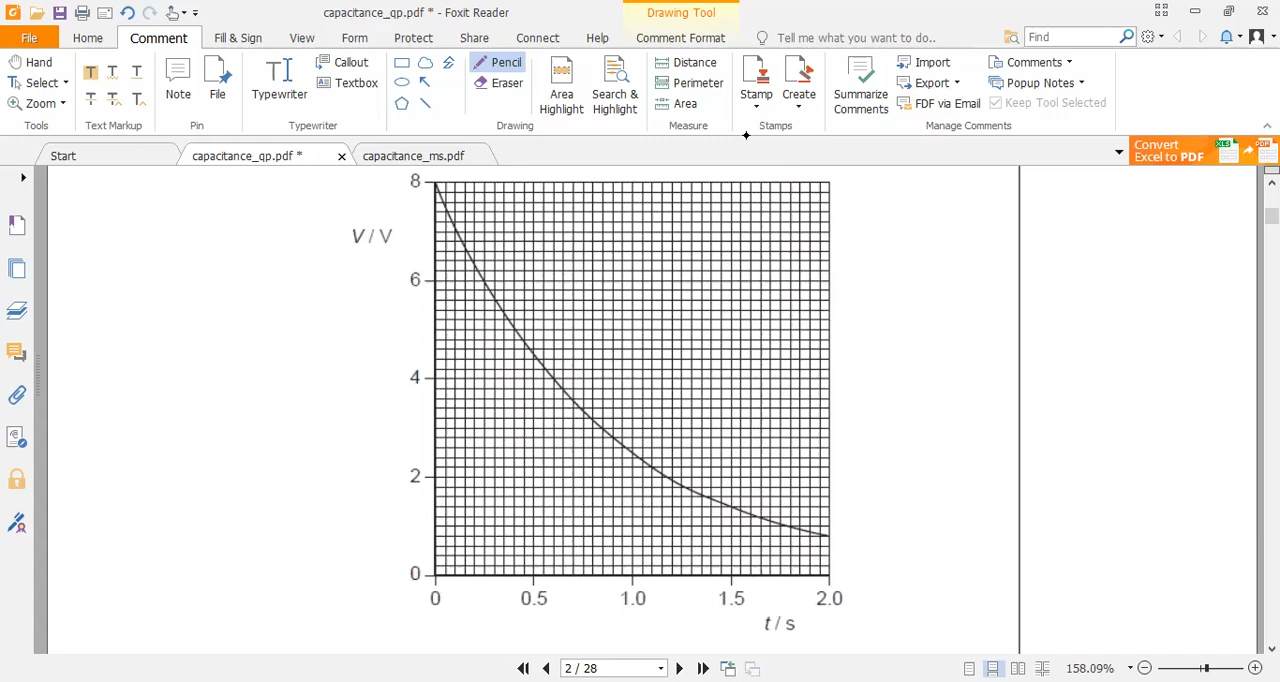 capacitance_qp.pdf * - Foxit Reader
Drawing Tool
File Home Comment Fill & Sign View Form Protect Share Connect Help Comment Format Tell me what you want to do.. Find
Hand
Select
Zoom
Tools
Text Markup
Note
File
Pin
Typewriter
Callout
Textbox
Typewriter
Pencil
Eraser
Drawing
Area Highlight
Search & Highlight
Distance
Perimeter
Area
Measure
Stamp
Create
Stamps
Summarize Comments
Import
Export
FDF via Email
Comments
Popup Notes
Keep Tool Selected
Manage Comments
Start
capacitance_qp.pdf *
capacitance_ms.pdf
Convert
Excel to PDF
XLS
PDF
8
V / V
6
4
2
0
0 0.5 1.0 1.5 2.0
t / s
2 / 28
158.09%